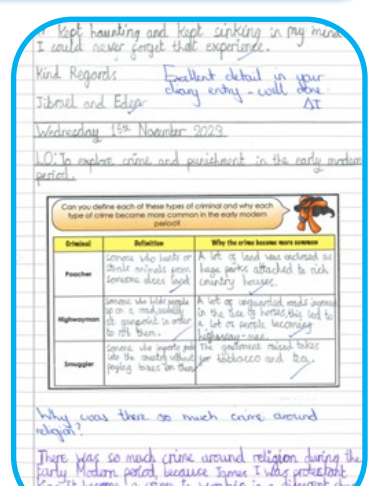 Kept haunting and kept sinking in my mind
I could never forget that experience.
Kind Regards
Excellent detail in your
diary entry - well done.
Jibreel and Eden
Wednesday 15th November 2023
LO: To explore crime and punishment in the early modern
period.
Can you define each of these types of criminal and why each
type of crime became more common in the early modern
period?
Criminal Definition Why the crime became more common
Poacher
Someone who hunts or
steals animals from
someone elses land
A lot of land was enclosed as
huge parks attached to rich
country houses.
Highwayman
Someone who holds people
up on a road, usually
at gunpoint in order
to rob them.
A lot of unguarded roads increase
in the use of horses, this led to
a lot of people becoming
highway-man.
Smuggler
Someone who imports goods
into the country without
paying taxes on them
The government raised taxes
for tobbacco and tea.
Why was there so much crime around
religion?
There was so much crime around religion during the
Early Modern period, because James I was protestant